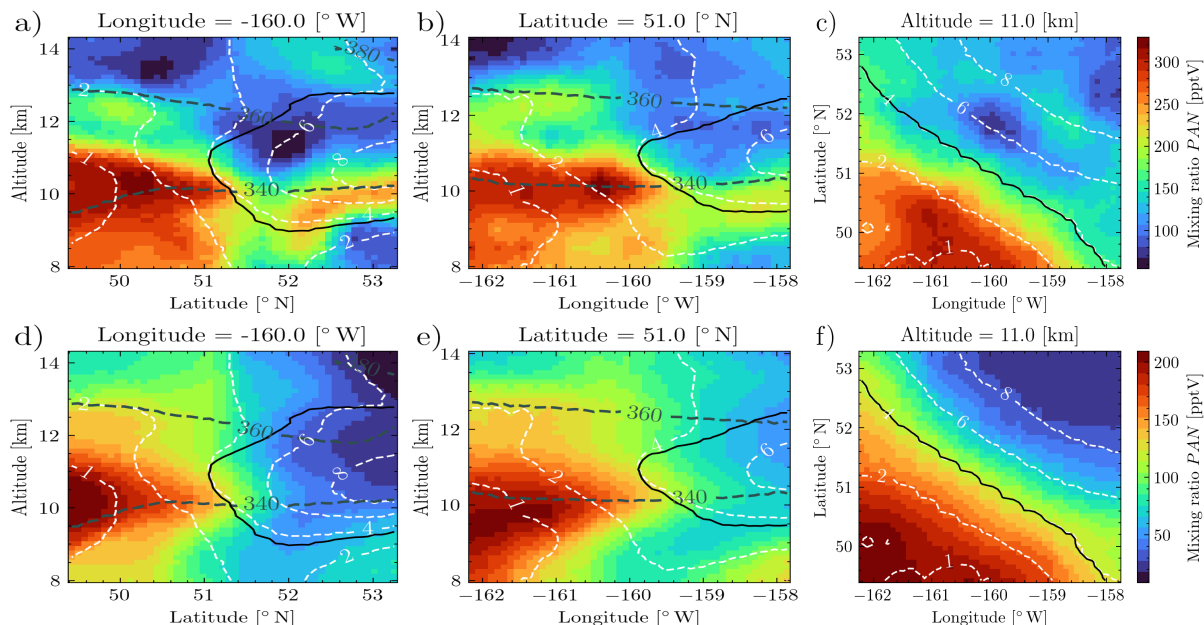 a) Longitude = -160.0 [° W]
b) Latitude = 51.0 [° N]
c) Altitude = 11.0 [km]
Altitude [km]
14
12
10
8
50 51 52 53
Latitude [° N]
380
2
360
6
8
1
340
4
2
Altitude [km]
14
12
10
8
−162 −161 −160 −159 −158
Longitude [° W]
360
4
6
2
1
340
Latitude [° N]
53
52
51
50
−162 −161 −160 −159 −158
Longitude [° W]
8
6
4
2
1
300
250
200
150
100
Mixing ratio PAN [pptV]
d) Longitude = -160.0 [° W]
e) Latitude = 51.0 [° N]
f) Altitude = 11.0 [km]
Altitude [km]
14
12
10
8
50 51 52 53
Latitude [° N]
380
2
360
6
8
1
340
4
2
Altitude [km]
14
12
10
8
−162 −161 −160 −159 −158
Longitude [° W]
360
4
6
2
1
340
Latitude [° N]
53
52
51
50
−162 −161 −160 −159 −158
Longitude [° W]
8
6
4
2
1
200
150
100
50
Mixing ratio PAN [pptV]